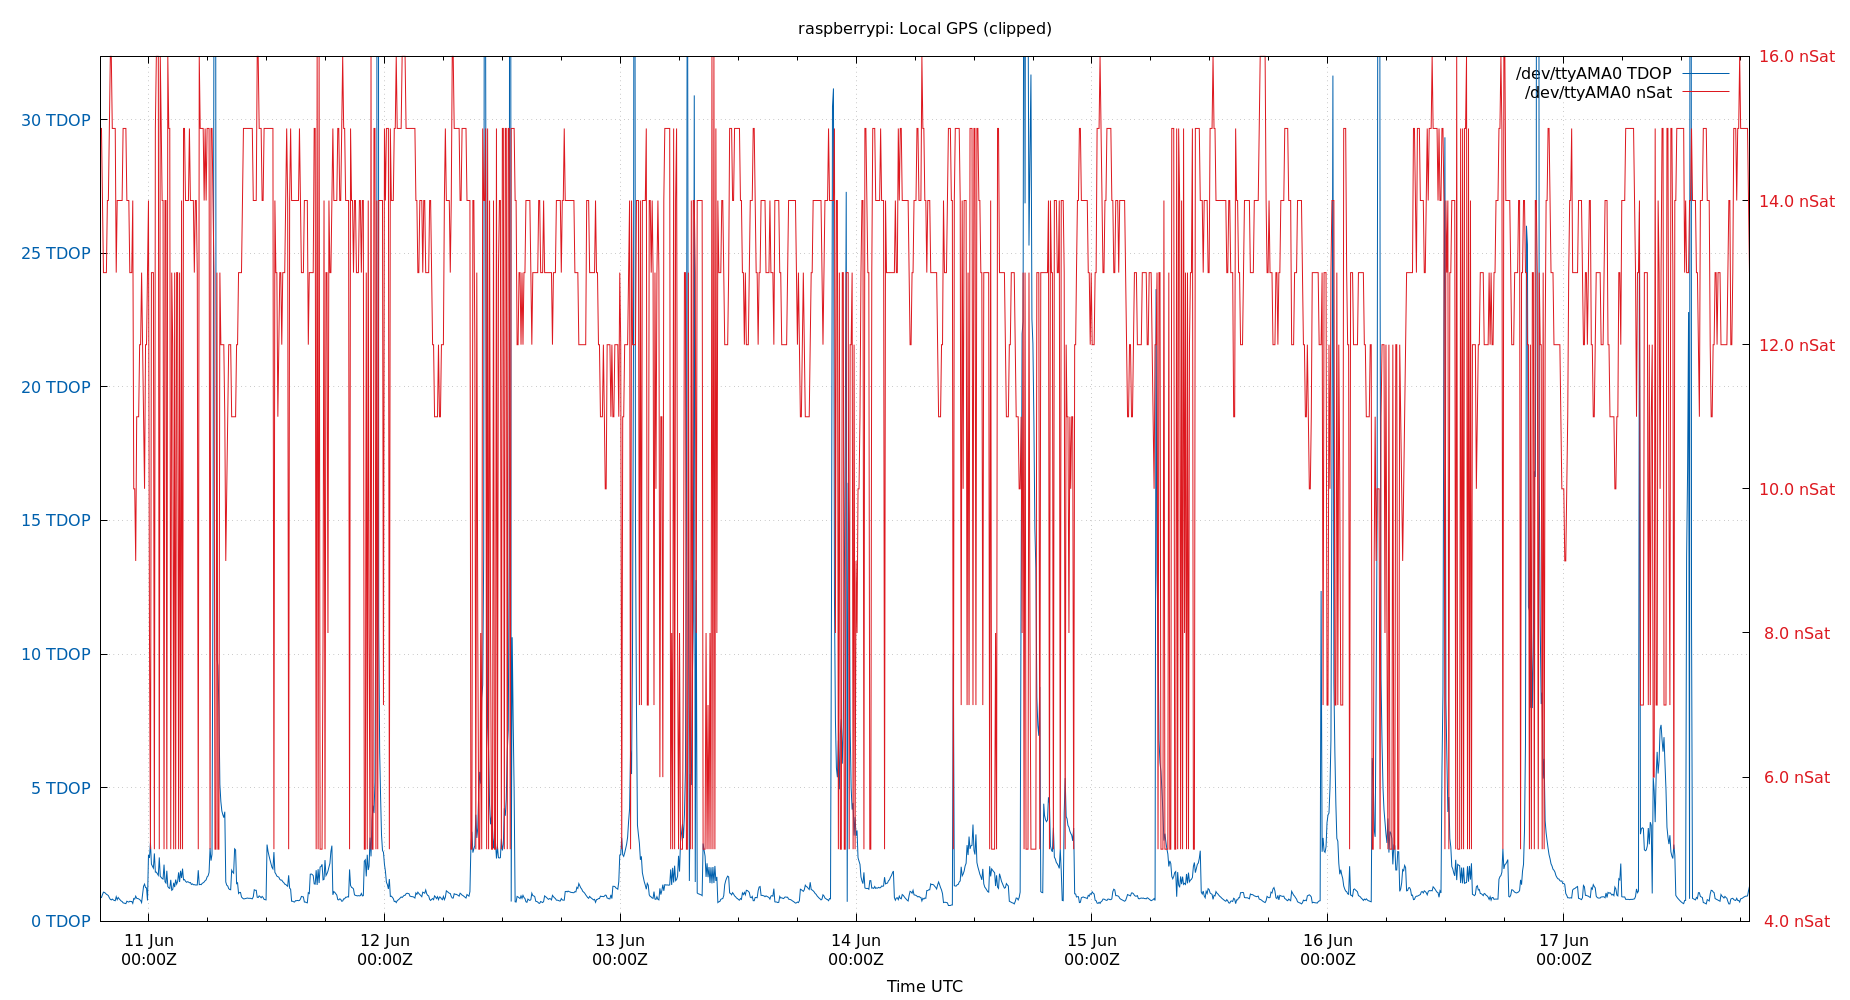 raspberrypi: Local GPS (clipped)
/dev/ttyAMA0 TDOP
/dev/ttyAMA0 nSat
30 TDOP
25 TDOP
20 TDOP
15 TDOP
10 TDOP
5 TDOP
0 TDOP
16.0 nSat
14.0 nSat
12.0 nSat
10.0 nSat
8.0 nSat
6.0 nSat
4.0 nSat
11 Jun
00:00Z
12 Jun
00:00Z
13 Jun
00:00Z
14 Jun
00:00Z
15 Jun
00:00Z
16 Jun
00:00Z
17 Jun
00:00Z
Time UTC